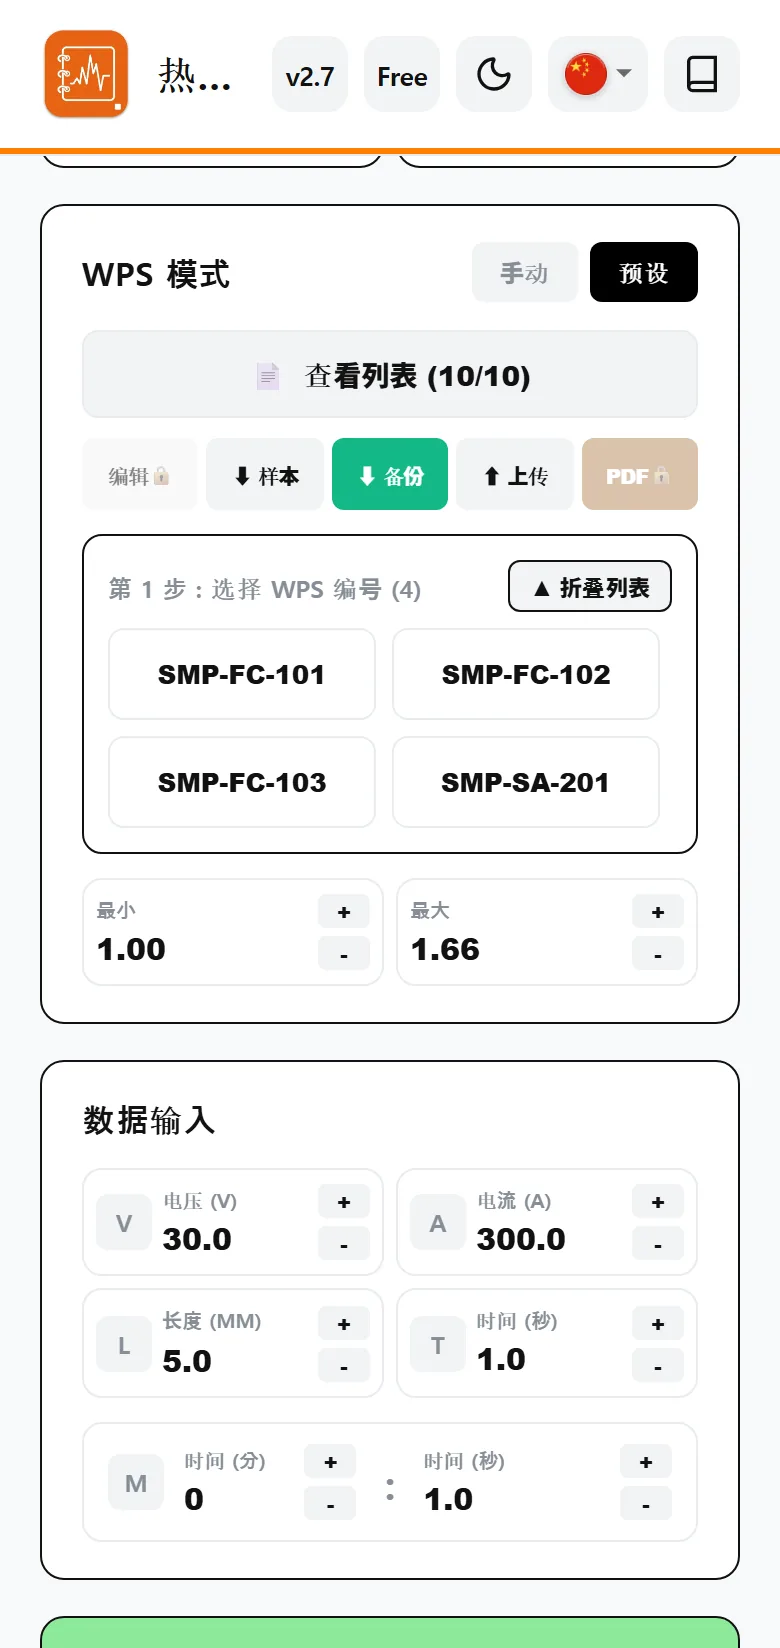 热... v2.7 Free
WPS 模式 手动 预设
查看列表 (10/10)
编辑 ⬇ 样本 ⬇ 备份 ⬆ 上传 PDF
第 1 步 : 选择 WPS 编号 (4) ▲ 折叠列表
SMP-FC-101 SMP-FC-102
SMP-FC-103 SMP-SA-201
最小 + 最大 +
1.00 - 1.66 -
数据输入
V 电压 (V) + A 电流 (A) +
30.0 - 300.0 -
L 长度 (MM) + T 时间 (秒) +
5.0 - 1.0 -
M 时间 (分) + : 时间 (秒) +
0 - 1.0 -